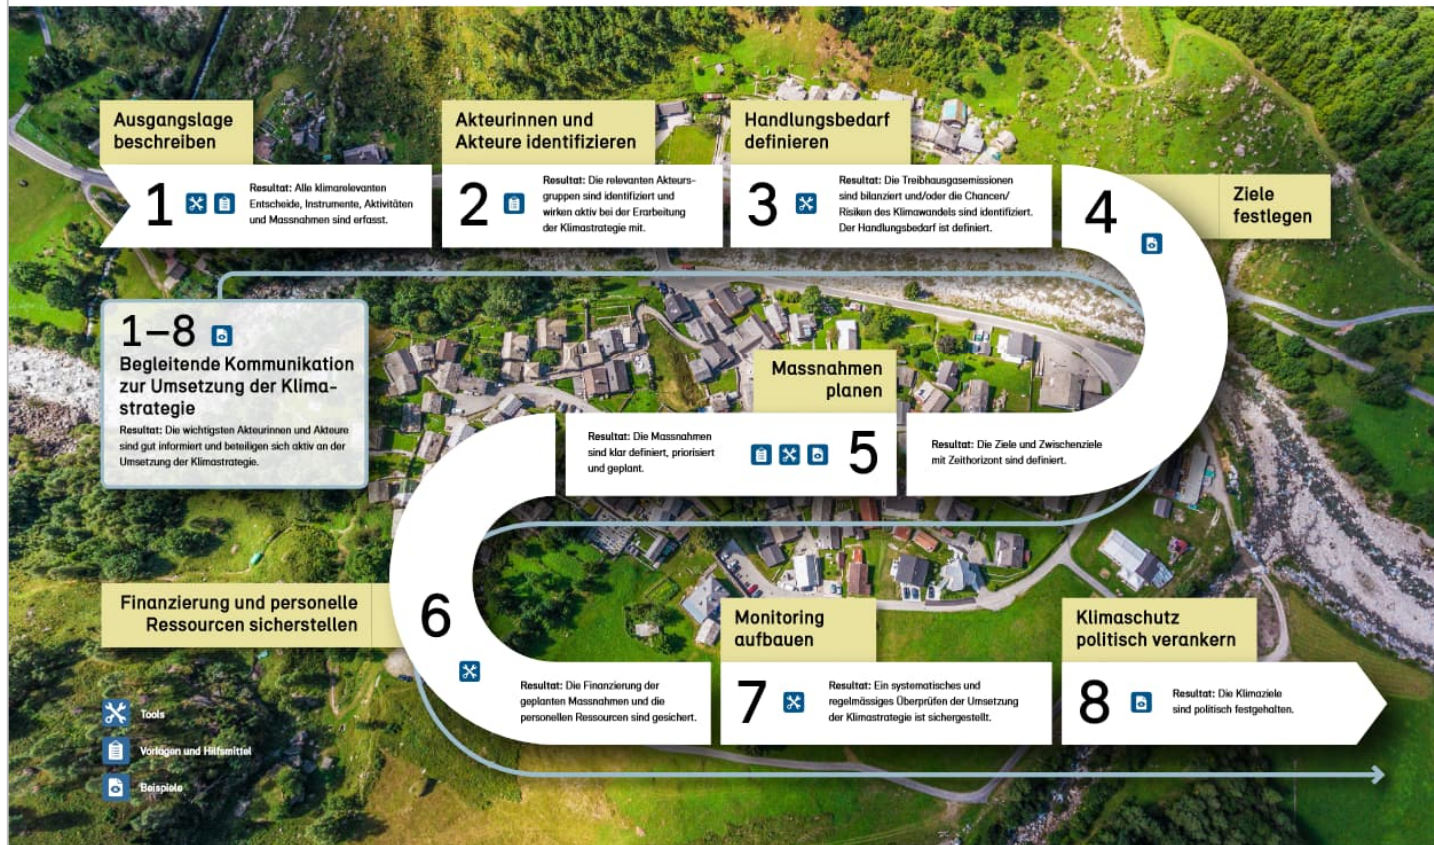 Ausgangslage
beschreiben
1
Resultat: Alle klimarelevanten
Entscheide, Instrumente, Aktivitäten
und Massnahmen sind erfasst.
Akteurinnen und
Akteure identifizieren
2
Resultat: Die relevanten Akteurs-
gruppen sind identifiziert und
wirken aktiv bei der Erarbeitung
der Klimastrategie mit.
Handlungsbedarf
definieren
3
Resultat: Die Treibhausgasemissionen
sind bilanziert und/oder die Chancen/
Risiken des Klimawandels sind identifiziert.
Der Handlungsbedarf ist definiert.
4
Ziele
festlegen
Resultat: Die Ziele und Zwischenziele
mit Zeithorizont sind definiert.
1–8
Begleitende Kommunikation
zur Umsetzung der Klima-
strategie
Resultat: Die wichtigsten Akteurinnen und Akteure
sind gut informiert und beteiligen sich aktiv an der
Umsetzung der Klimastrategie.
Massnahmen
planen
5
Resultat: Die Massnahmen
sind klar definiert, priorisiert
und geplant.
Finanzierung und personelle
Ressourcen sicherstellen
6
Resultat: Die Finanzierung der
geplanten Massnahmen und die
personellen Ressourcen sind gesichert.
Monitoring
aufbauen
7
Resultat: Ein systematisches und
regelmässiges Überprüfen der Umsetzung
der Klimastrategie ist sichergestellt.
Klimaschutz
politisch verankern
8
Resultat: Die Klimaziele
sind politisch festgehalten.
Tools
Vorlagen und Hilfsmittel
Beispiele